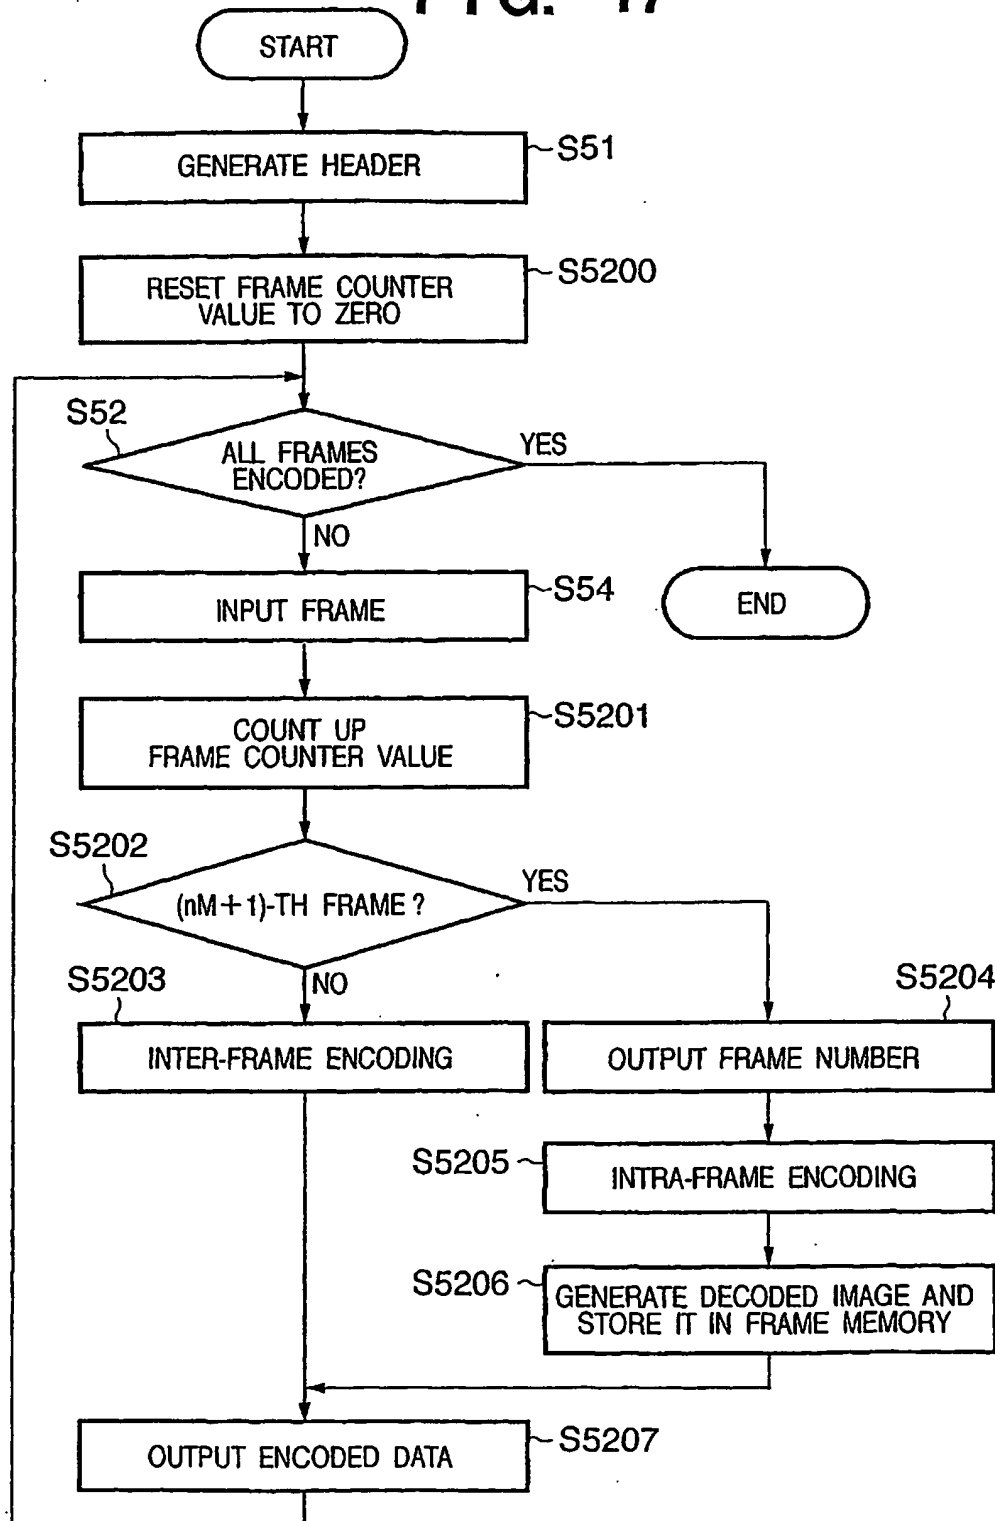 FIG. 47
START
GENERATE HEADER
S51
RESET FRAME COUNTER
VALUE TO ZERO
S5200
S52
ALL FRAMES
ENCODED?
YES
NO
INPUT FRAME
S54
END
COUNT UP
FRAME COUNTER VALUE
S5201
S5202
(nM+1)-TH FRAME?
YES
NO
S5203
INTER-FRAME ENCODING
S5204
OUTPUT FRAME NUMBER
S5205
INTRA-FRAME ENCODING
S5206
GENERATE DECODED IMAGE AND
STORE IT IN FRAME MEMORY
OUTPUT ENCODED DATA
S5207